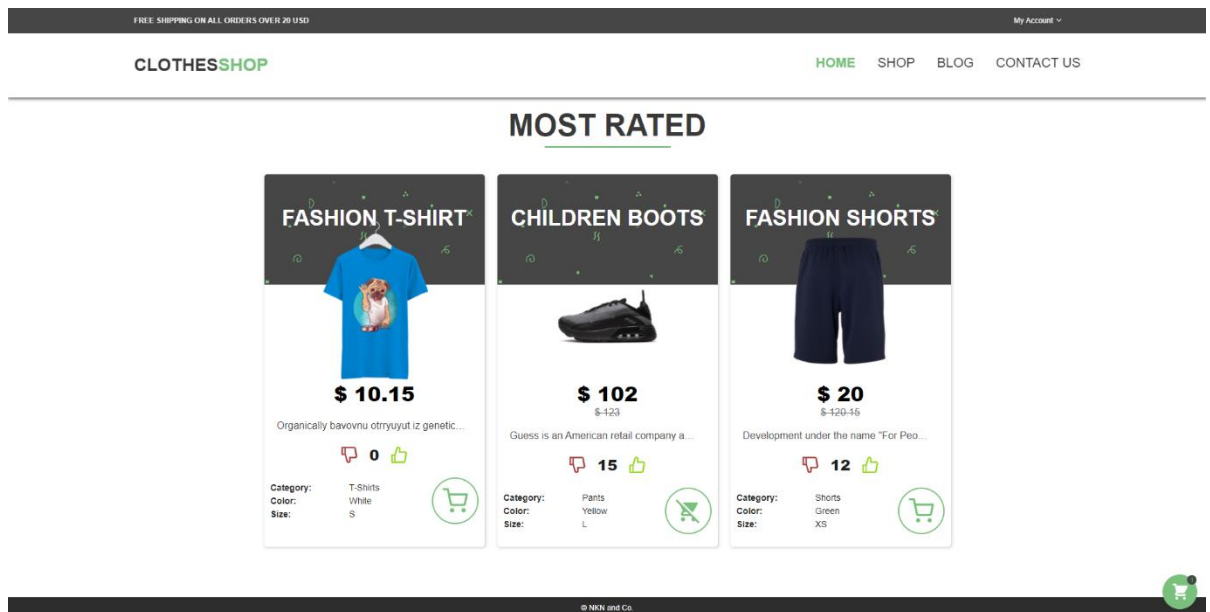 FREE SHIPPING ON ALL ORDERS OVER 20 USD
My Account
CLOTHESSHOP
HOME SHOP BLOG CONTACT US
MOST RATED
FASHION T-SHIRT
$ 10.15
Organically bavovnu otrryuyut iz genetic...
0
Category: T-Shirts
Color: White
Size: S
CHILDREN BOOTS
$ 102
$ 123
Guess is an American retail company a...
15
Category: Pants
Color: Yellow
Size: L
FASHION SHORTS
$ 20
$ 120.15
Development under the name "For Peo...
12
Category: Shorts
Color: Green
Size: XS
© NKN and Co.